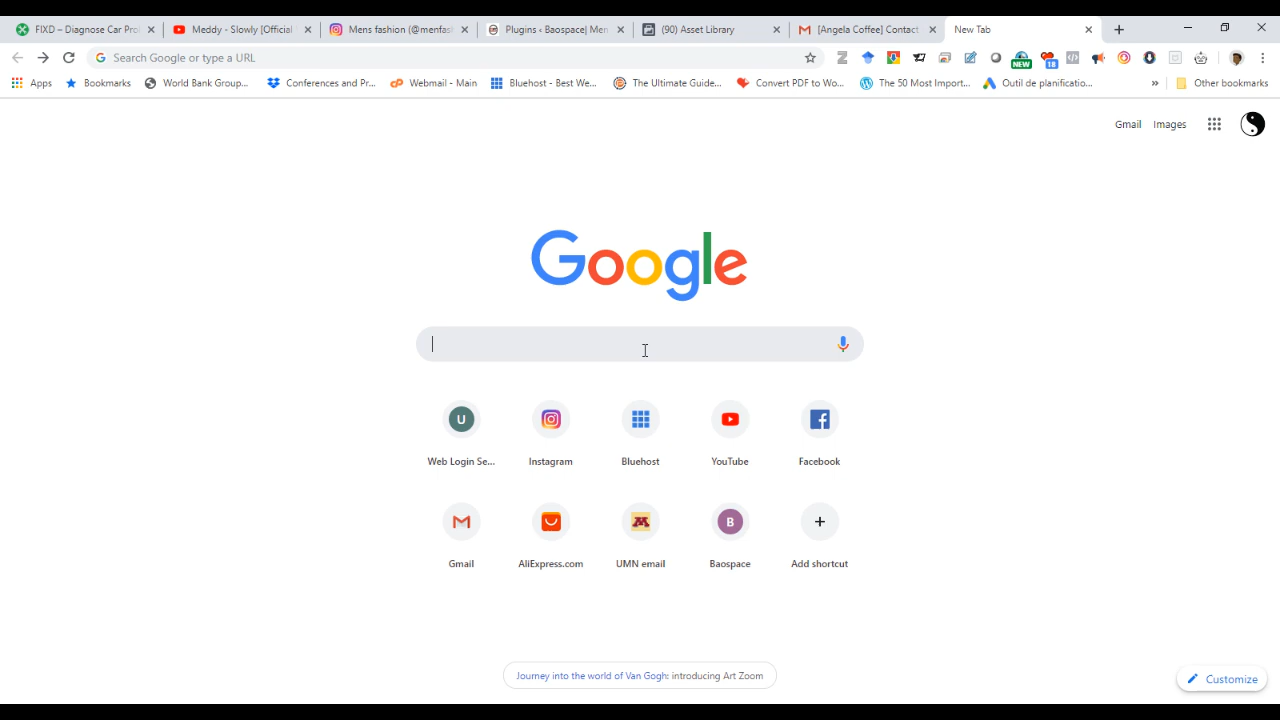 FIXD – Diagnose Car Pro
Meddy - Slowly [Official
Mens fashion (@menfas
Plugins ‹ Baospace| Men
(90) Asset Library
[Angela Coffee] Contact
New Tab
Search Google or type a URL
NEW
18
Apps
Bookmarks
World Bank Group...
Conferences and Pr...
Webmail - Main
Bluehost - Best We...
The Ultimate Guide...
Convert PDF to Wo...
The 50 Most Import...
Outil de planificatio...
»
Other bookmarks
Gmail
Images
Google
U
Web Login Se...
Instagram
Bluehost
YouTube
Facebook
Gmail
AliExpress.com
UMN email
B
Baospace
Add shortcut
Journey into the world of Van Gogh: introducing Art Zoom
Customize